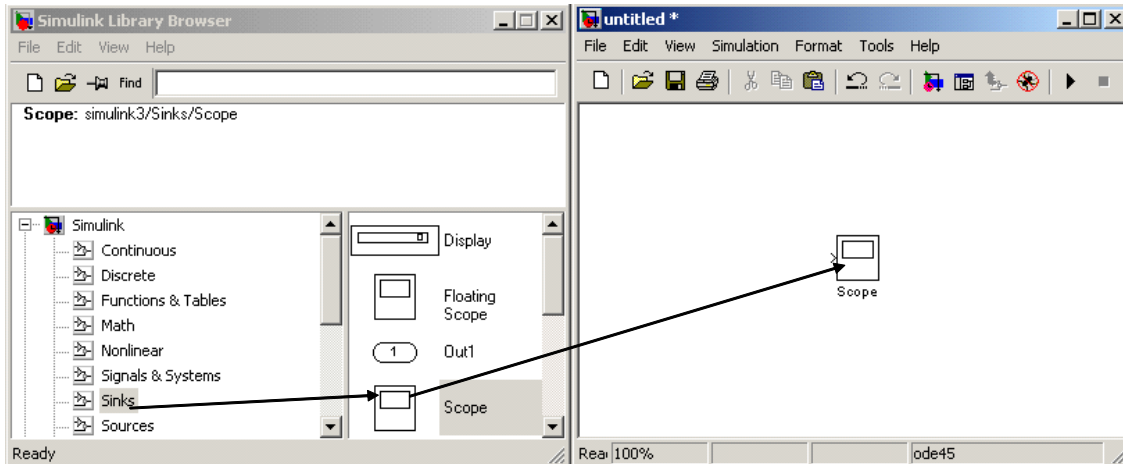 Simulink Library Browser
File Edit View Help
Find
Scope: simulink3/Sinks/Scope
Simulink
Continuous
Discrete
Functions & Tables
Math
Nonlinear
Signals & Systems
Sinks
Sources
Display
Floating
Scope
1
Out1
Scope
Ready
untitled *
File Edit View Simulation Format Tools Help
Scope
Rea 100% ode45